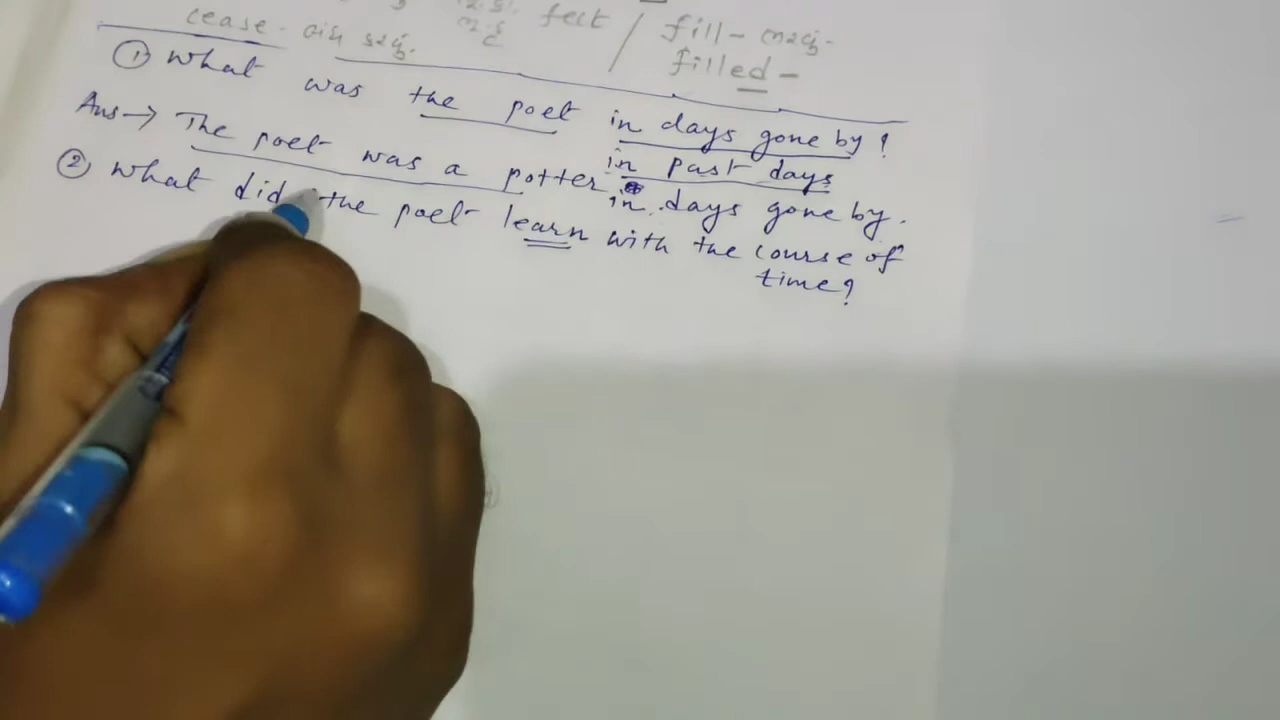 fect / fill -
cease -
filled -
① what was the poet in days gone by?
in past days
Ans → The poet was a potter in days gone by.
② what did the poet learn with the course of
time?